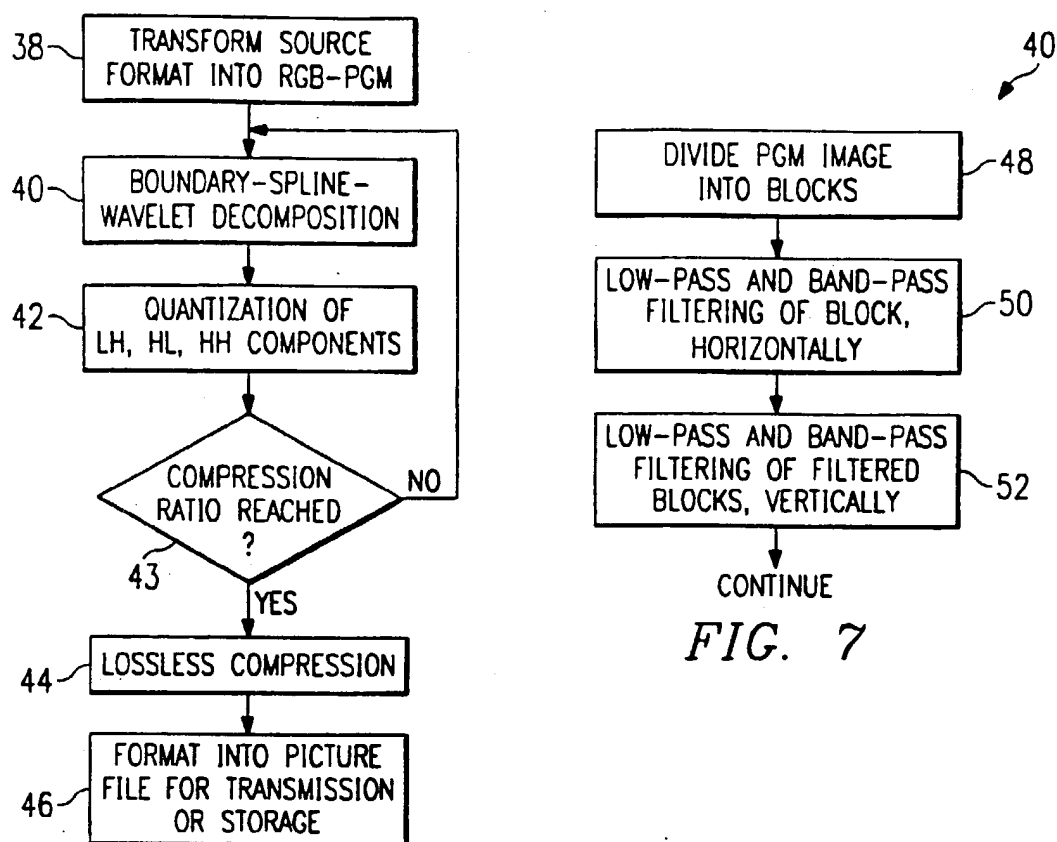 38
TRANSFORM SOURCE
FORMAT INTO RGB-PGM
40
BOUNDARY-SPLINE-
WAVELET DECOMPOSITION
42
QUANTIZATION OF
LH, HL, HH COMPONENTS
COMPRESSION
RATIO REACHED
?
NO
43
YES
44
LOSSLESS COMPRESSION
46
FORMAT INTO PICTURE
FILE FOR TRANSMISSION
OR STORAGE
40
DIVIDE PGM IMAGE
INTO BLOCKS
48
LOW-PASS AND BAND-PASS
FILTERING OF BLOCK,
HORIZONTALLY
50
LOW-PASS AND BAND-PASS
FILTERING OF FILTERED
BLOCKS, VERTICALLY
52
CONTINUE
FIG. 7